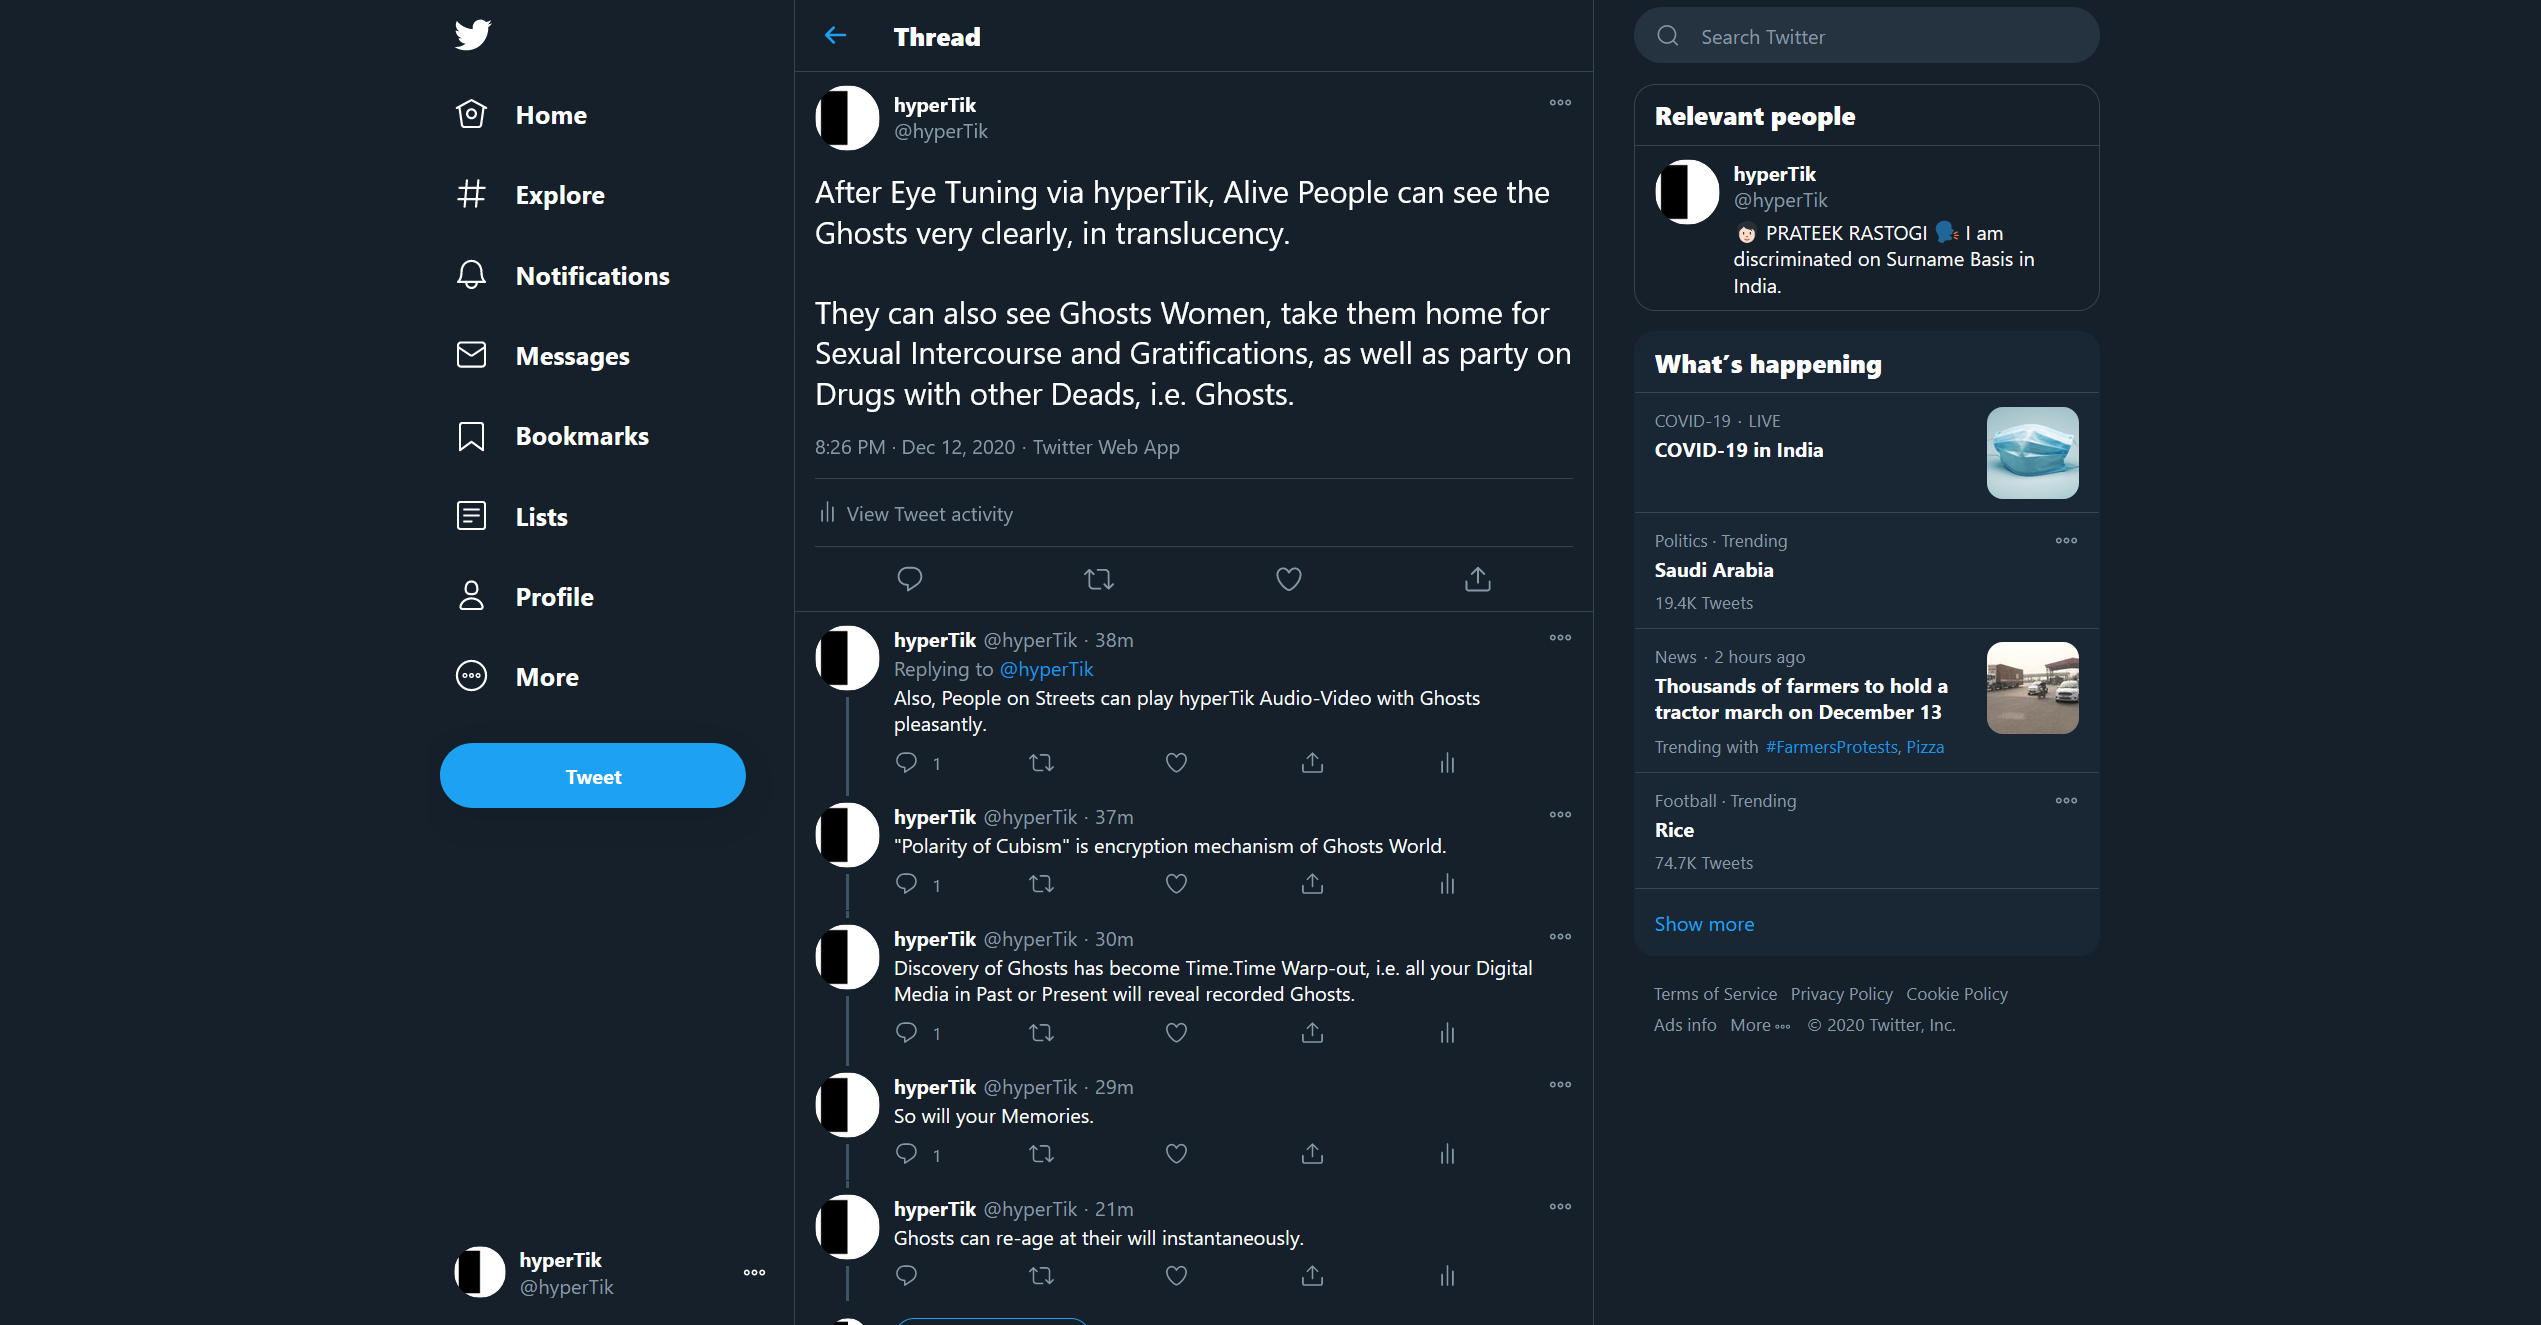 Home
Explore
Notifications
Messages
Bookmarks
Lists
Profile
More
Tweet
hyperTik
@hyperTik
Thread
hyperTik
@hyperTik
After Eye Tuning via hyperTik, Alive People can see the
Ghosts very clearly, in translucency.
They can also see Ghosts Women, take them home for
Sexual Intercourse and Gratifications, as well as party on
Drugs with other Deads, i.e. Ghosts.
8:26 PM · Dec 12, 2020 · Twitter Web App
View Tweet activity
hyperTik @hyperTik · 38m
Replying to @hyperTik
Also, People on Streets can play hyperTik Audio-Video with Ghosts
pleasantly.
1
hyperTik @hyperTik · 37m
"Polarity of Cubism" is encryption mechanism of Ghosts World.
1
hyperTik @hyperTik · 30m
Discovery of Ghosts has become Time.Time Warp-out, i.e. all your Digital
Media in Past or Present will reveal recorded Ghosts.
1
hyperTik @hyperTik · 29m
So will your Memories.
1
hyperTik @hyperTik · 21m
Ghosts can re-age at their will instantaneously.
Search Twitter
Relevant people
hyperTik
@hyperTik
PRATEEK RASTOGI I am
discriminated on Surname Basis in
India.
What's happening
COVID-19 · LIVE
COVID-19 in India
Politics · Trending
Saudi Arabia
19.4K Tweets
News · 2 hours ago
Thousands of farmers to hold a
tractor march on December 13
Trending with #FarmersProtests, Pizza
Football · Trending
Rice
74.7K Tweets
Show more
Terms of Service Privacy Policy Cookie Policy
Ads info More © 2020 Twitter, Inc.